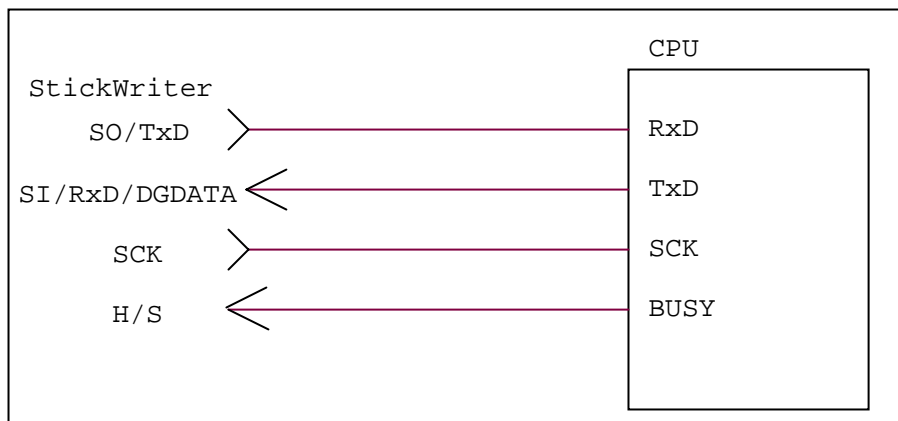 CPU
StickWriter
SO/TxD RxD
SI/RxD/DGDATA TxD
SCK SCK
H/S BUSY